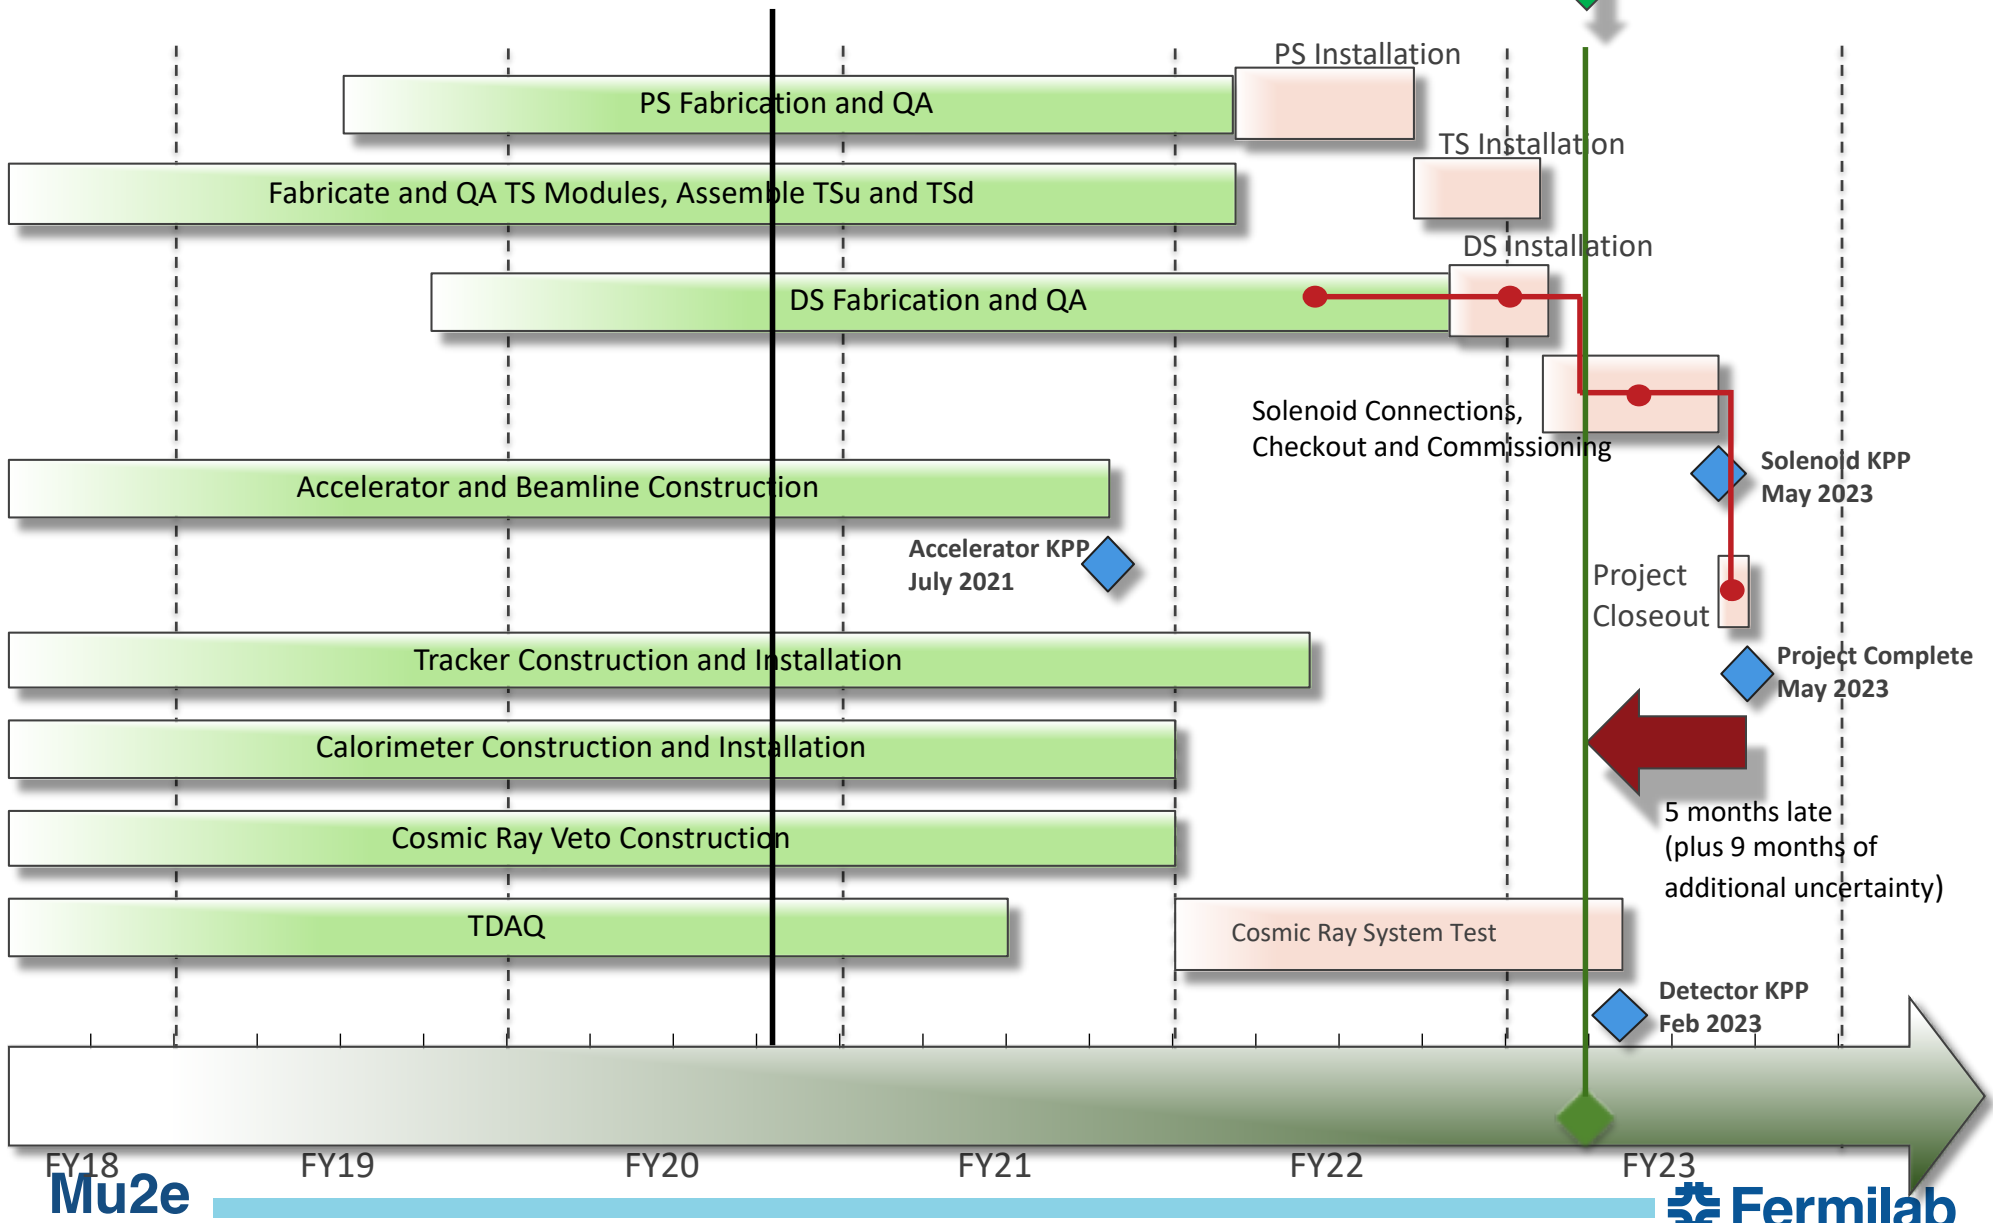 PS Installation
PS Fabrication and QA
TS Installation
Fabricate and QA TS Modules, Assemble TSu and TSd
DS Installation
DS Fabrication and QA
Solenoid Connections,
Checkout and Commissioning
Solenoid KPP
May 2023
Accelerator and Beamline Construction
Accelerator KPP
July 2021
Project
Closeout
Tracker Construction and Installation
Project Complete
May 2023
Calorimeter Construction and Installation
5 months late
(plus 9 months of
additional uncertainty)
Cosmic Ray Veto Construction
TDAQ
Cosmic Ray System Test
Detector KPP
Feb 2023
FY18 FY19 FY20 FY21 FY22 FY23
Mu2e
Fermilab